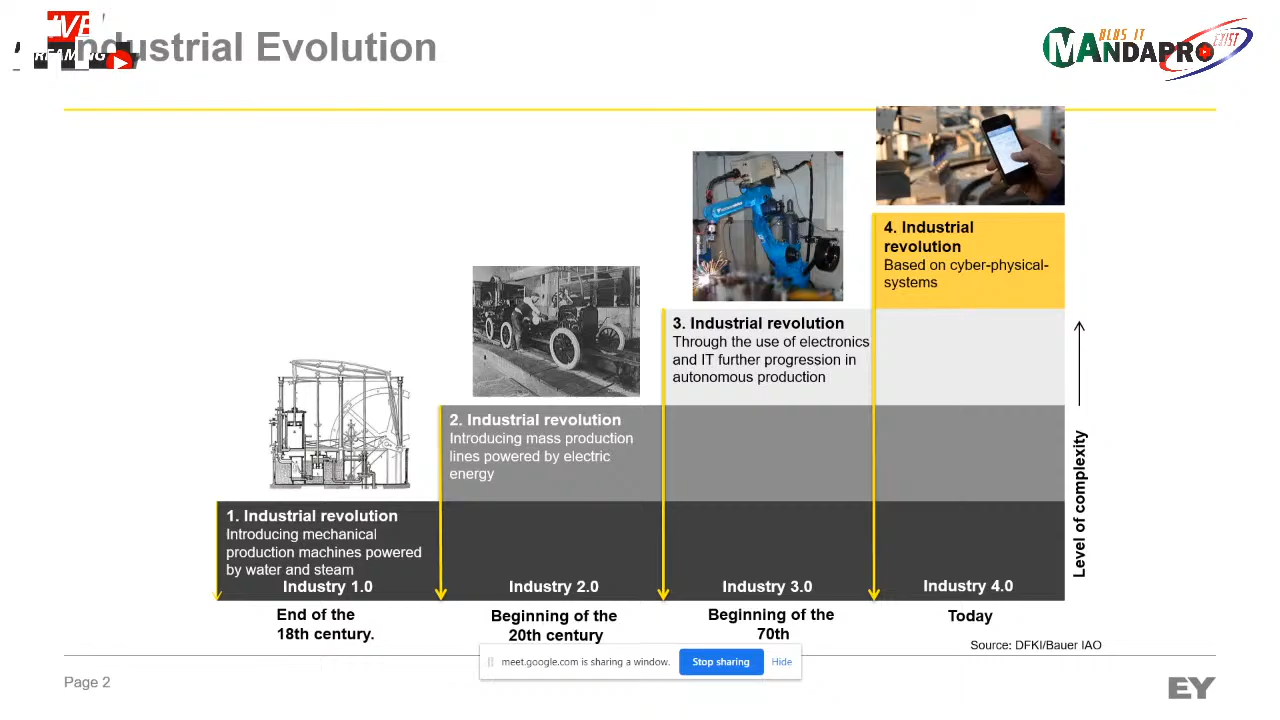 Industrial Evolution
PLUS IT
MANDAPRO
EXIST
4. Industrial
revolution
Based on cyber-physical-
systems
3. Industrial revolution
Through the use of electronics
and IT further progression in
autonomous production
2. Industrial revolution
Introducing mass production
lines powered by electric
energy
1. Industrial revolution
Introducing mechanical
production machines powered
by water and steam
Level of complexity
Industry 1.0
Industry 2.0
Industry 3.0
Industry 4.0
End of the
18th century.
Beginning of the
20th century
Beginning of the
70th
Today
Source: DFKI/Bauer IAO
meet.google.com is sharing a window.
Stop sharing
Hide
Page 2
EY